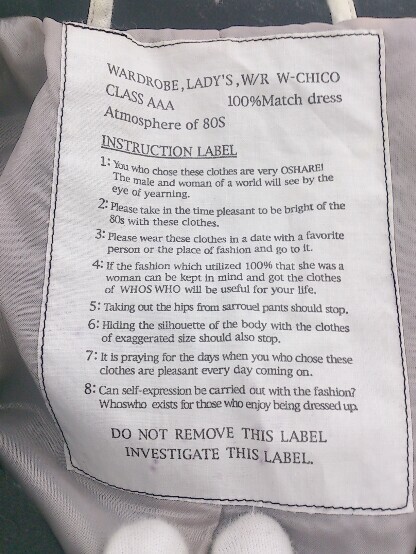 WARDROBE, LADY'S, W/R W-CHICO
CLASS AAA 100%Match dress
Atmosphere of 80S
INSTRUCTION LABEL
1: You who chose these clothes are very OSHARE!
The male and woman of a world will see by the
eye of yearning.
2: Please take in the time pleasant to be bright of the
80s with these clothes.
3: Please wear these clothes in a date with a favorite
person or the place of fashion and go to it.
4: If the fashion which utilized 100% that she was a
woman can be kept in mind and got the clothes
of WHOS WHO will be useful for your life.
5: Taking out the hips from sarrouel pants should stop.
6: Hiding the silhouette of the body with the clothes
of exaggerated size should also stop.
7: It is praying for the days when you who chose these
clothes are pleasant every day coming on.
8: Can self-expression be carried out with the fashion?
Whoswho exists for those who enjoy being dressed up.
DO NOT REMOVE THIS LABEL
INVESTIGATE THIS LABEL.